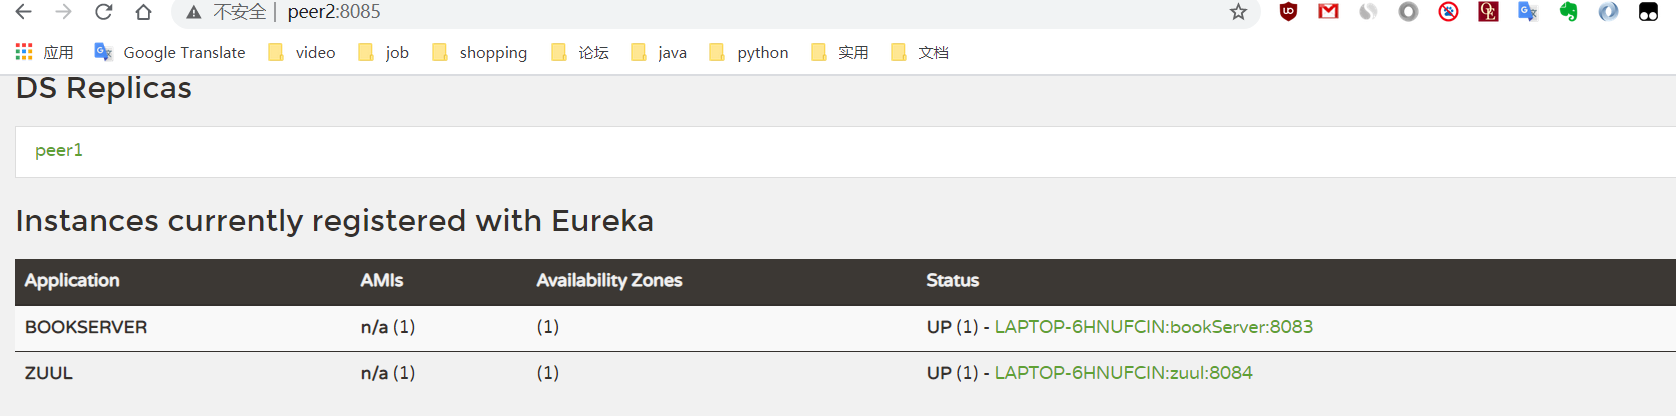 不安全 | peer2:8085
应用 Google Translate video job shopping 论坛 java python 实用 文档
DS Replicas
peer1
Instances currently registered with Eureka
Application AMIs Availability Zones Status
BOOKSERVER n/a (1) (1) UP (1) - LAPTOP-6HNUFCIN:bookServer:8083
ZUUL n/a (1) (1) UP (1) - LAPTOP-6HNUFCIN:zuul:8084